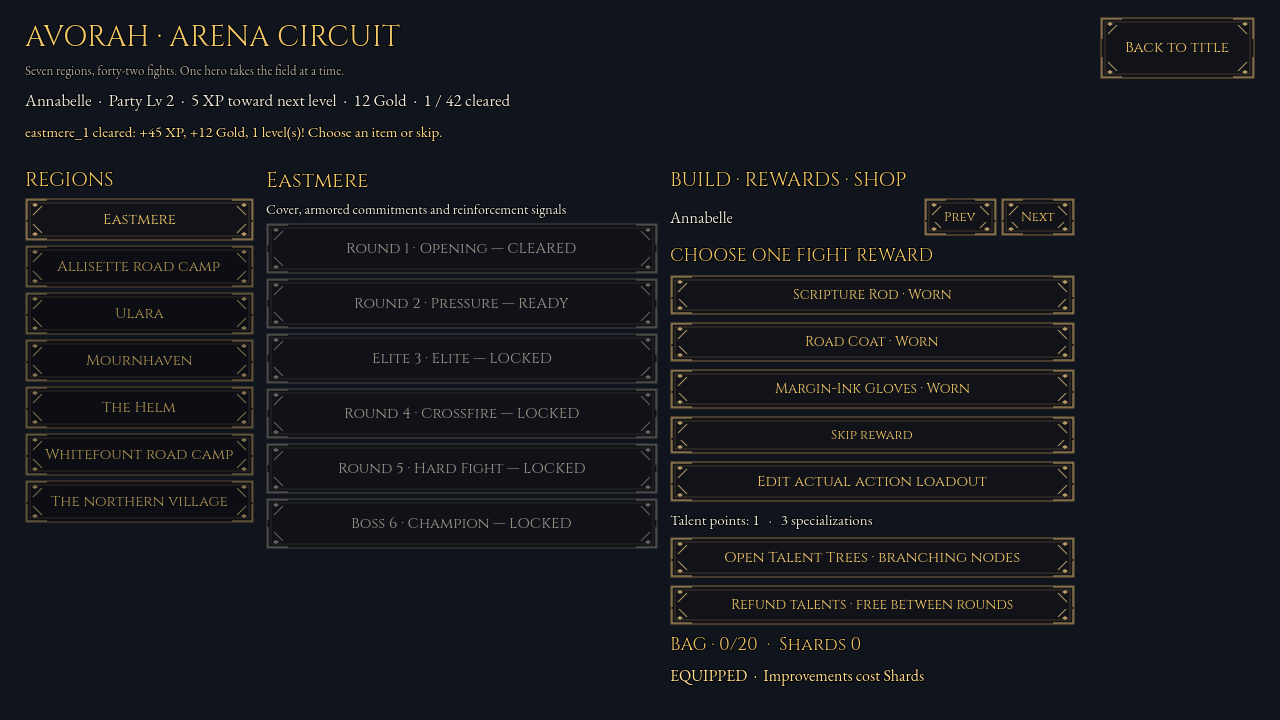 AVORAH · ARENA CIRCUIT
Back to title
Seven regions, forty-two fights. One hero takes the field at a time.
Annabelle · Party Lv 2 · 5 XP toward next level · 12 Gold · 1 / 42 cleared
eastmere_1 cleared: +45 XP, +12 Gold, 1 level(s)! Choose an item or skip.
REGIONS
Eastmere
Allisette road camp
Ulara
Mournhaven
The Helm
Whitefount road camp
The northern village
Eastmere
Cover, armored commitments and reinforcement signals
Round 1 · Opening — CLEARED
Round 2 · Pressure — READY
Elite 3 · Elite — LOCKED
Round 4 · Crossfire — LOCKED
Round 5 · Hard Fight — LOCKED
Boss 6 · Champion — LOCKED
BUILD · REWARDS · SHOP
Annabelle
Prev
Next
CHOOSE ONE FIGHT REWARD
Scripture Rod · Worn
Road Coat · Worn
Margin-Ink Gloves · Worn
Skip reward
Edit actual action loadout
Talent points: 1 · 3 specializations
Open Talent Trees · branching nodes
Refund talents · free between rounds
BAG · 0/20 · Shards 0
EQUIPPED · Improvements cost Shards